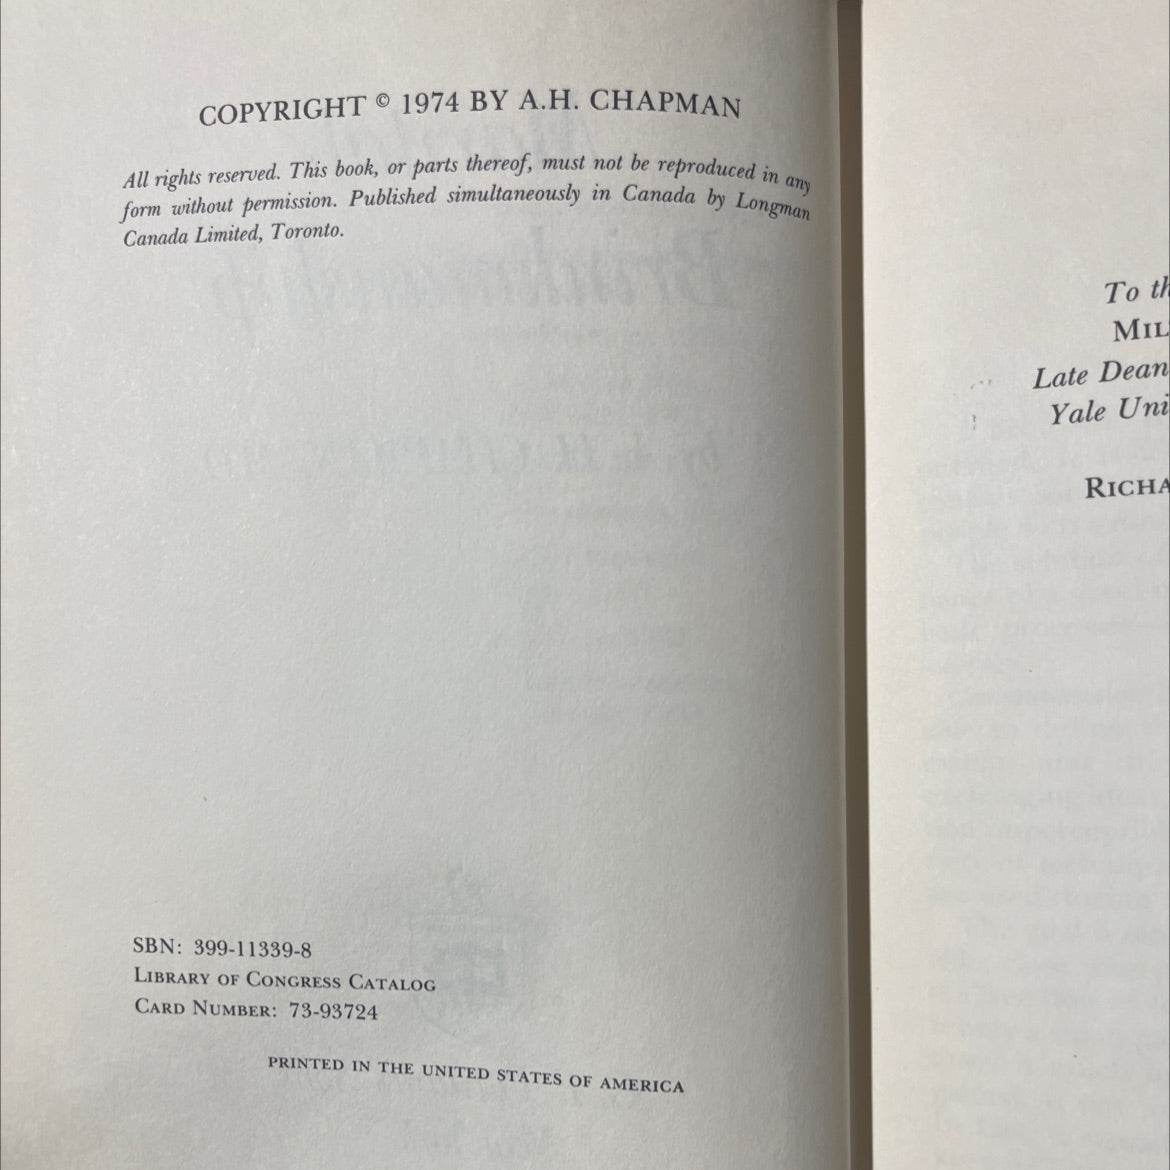 COPYRIGHT © 1974 BY A.H. CHAPMAN
All rights reserved. This book, or parts thereof, must not be reproduced in any
form without permission. Published simultaneously in Canada by Longman
Canada Limited, Toronto.
SBN: 399-11339-8
LIBRARY OF CONGRESS CATALOG
CARD NUMBER: 73-93724
PRINTED IN THE UNITED STATES OF AMERICA
To th
MIL
Late Dean
Yale Uni
RICHA